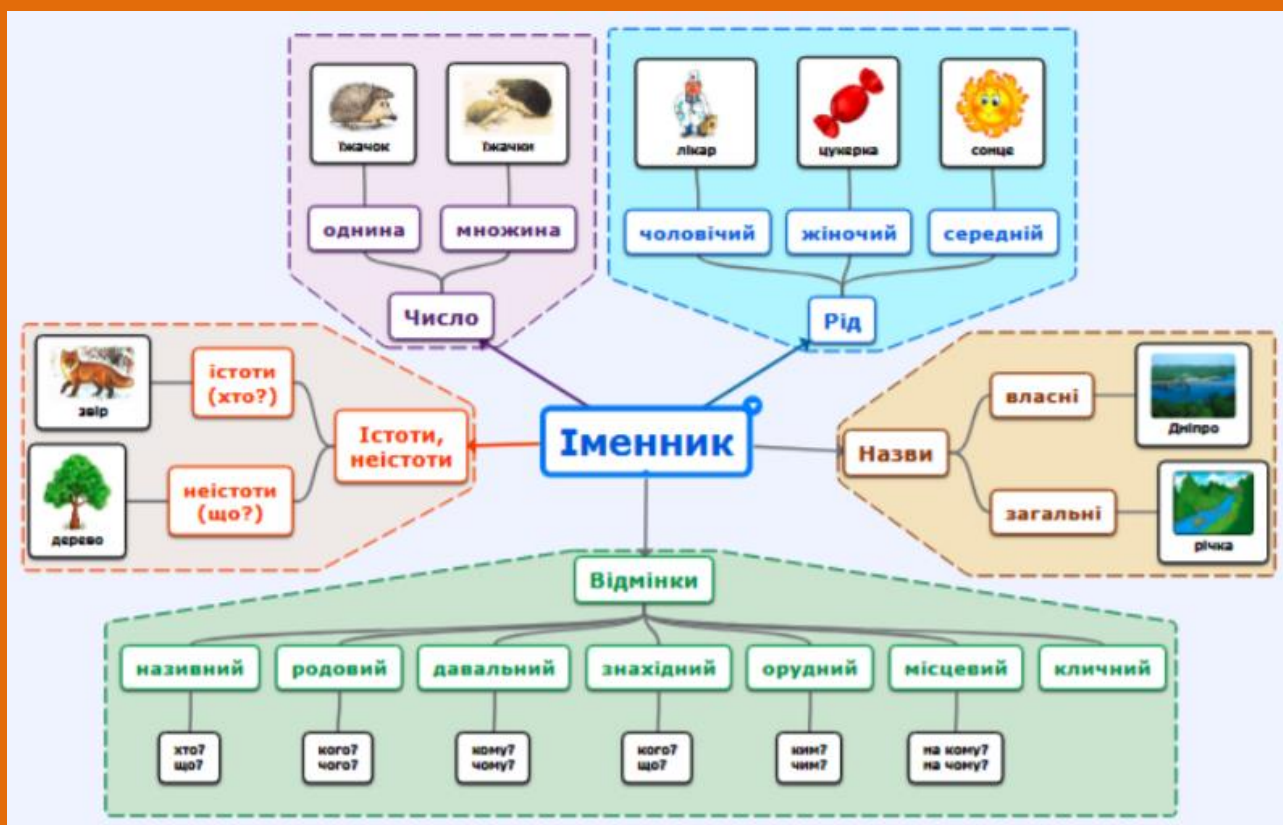 їжачок
їжачки
однина
множина
Число
лікар
цукерка
сонце
чоловічий
жіночий
середній
Рід
звір
істоти
(хто?)
дерево
неістоти
(що?)
Істоти,
неістоти
Іменник
Назви
власні
Дніпро
загальні
річка
Відмінки
називний
родовий
давальний
знахідний
орудний
місцевий
кличний
хто?
що?
кого?
чого?
кому?
чому?
кого?
що?
ким?
чим?
на кому?
на чому?